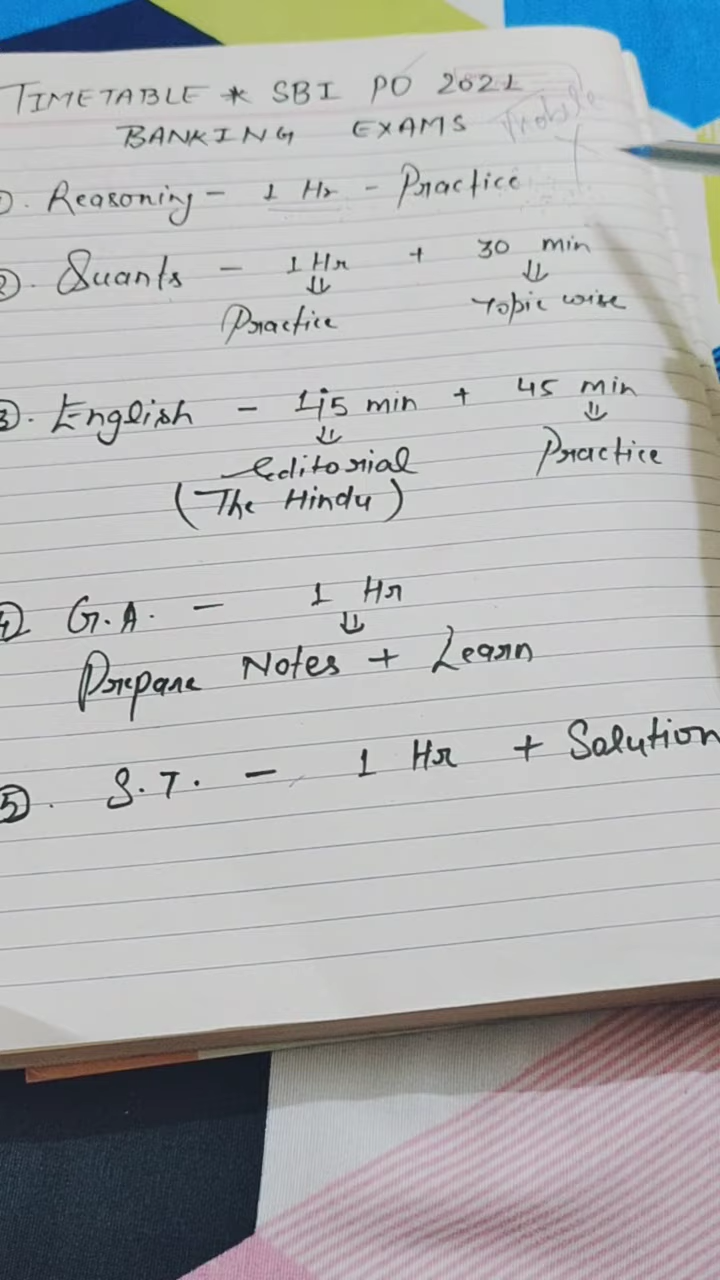 TIMETABLE * SBI PO 2021
BANKING EXAMS
1. Reasoning - 1 Hr - Practice
2. Quants - 1 Hr + 30 min
⇓ ⇓
Practice Topic wise
3. English - 15 min + 45 min
⇓ ⇓
Editorial Practice
(The Hindu)
4) G.A. - 1 Hr
⇓
Prepare Notes + Learn
5. S.T. - 1 Hr + Solution